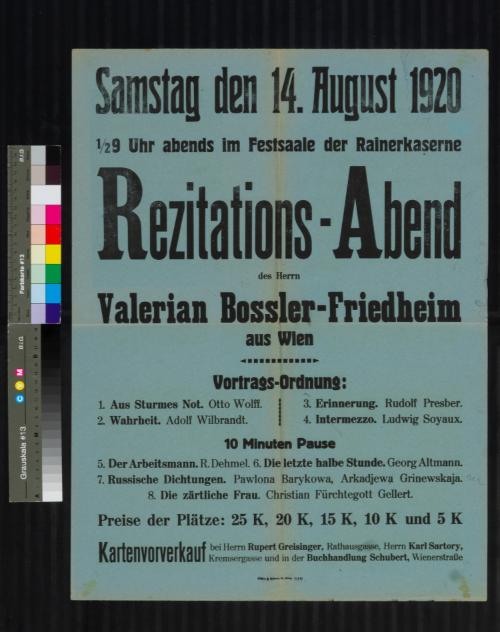 Samstag den 14. August 1920
1/29 Uhr abends im Festsaale der Rainerkaserne
Rezitations-Abend
des Herrn
Valerian Bossler-Friedheim
aus Wien
Vortrags-Ordnung:
1. Aus Sturmes Not. Otto Wolff.
2. Wahrheit. Adolf Wilbrandt.
3. Erinnerung. Rudolf Presber.
4. Intermezzo. Ludwig Soyaux.
10 Minuten Pause
5. Der Arbeitsmann. R. Dehmel. 6. Die letzte halbe Stunde. Georg Altmann.
7. Russische Dichtungen. Pawlona Barykowa, Arkadjewa Grinewskaja.
8. Die zärtliche Frau. Christian Fürchtegott Gellert.
Preise der Plätze: 25 K, 20 K, 15 K, 10 K und 5 K
Kartenvorverkauf bei Herrn Rupert Greisinger, Rathausgasse, Herrn Karl Sartory,
Kremsergasse und in der Buchhandlung Schubert, Wienerstraße
Farbkarte #13
B.I.G.
Grauskala #13
B.I.G.
C Y M